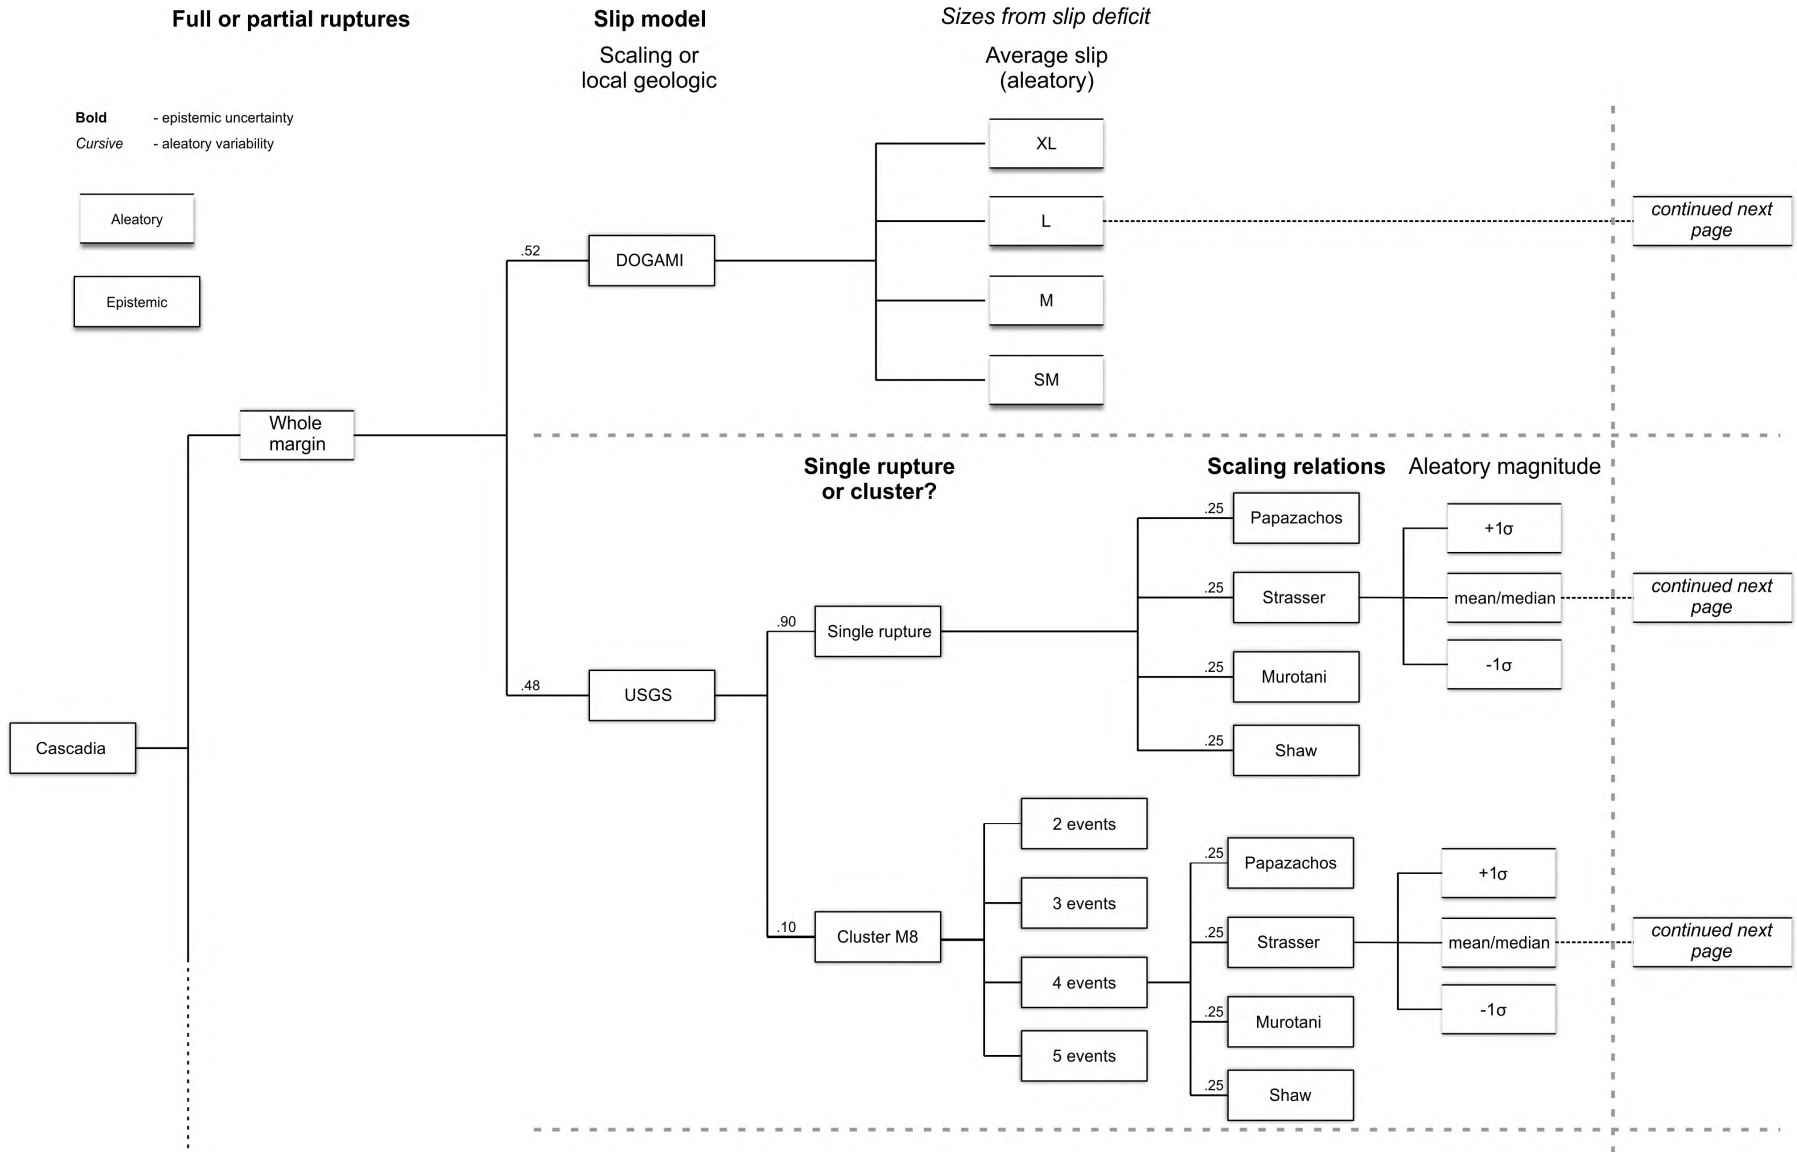 Full or partial ruptures
Slip model
Sizes from slip deficit
Scaling or
local geologic
Average slip
(aleatory)
Bold - epistemic uncertainty
Cursive - aleatory variability
Aleatory
Epistemic
XL
L
continued next
page
.52
DOGAMI
M
SM
Whole
margin
Single rupture
or cluster?
Scaling relations
Aleatory magnitude
.25
Papazachos
+1σ
.25
Strasser
mean/median
continued next
page
.90
Single rupture
-1σ
.25
Murotani
.48
USGS
.25
Shaw
Cascadia
2 events
3 events
.25
Papazachos
+1σ
.10
Cluster M8
.25
Strasser
mean/median
continued next
page
4 events
-1σ
.25
Murotani
5 events
.25
Shaw